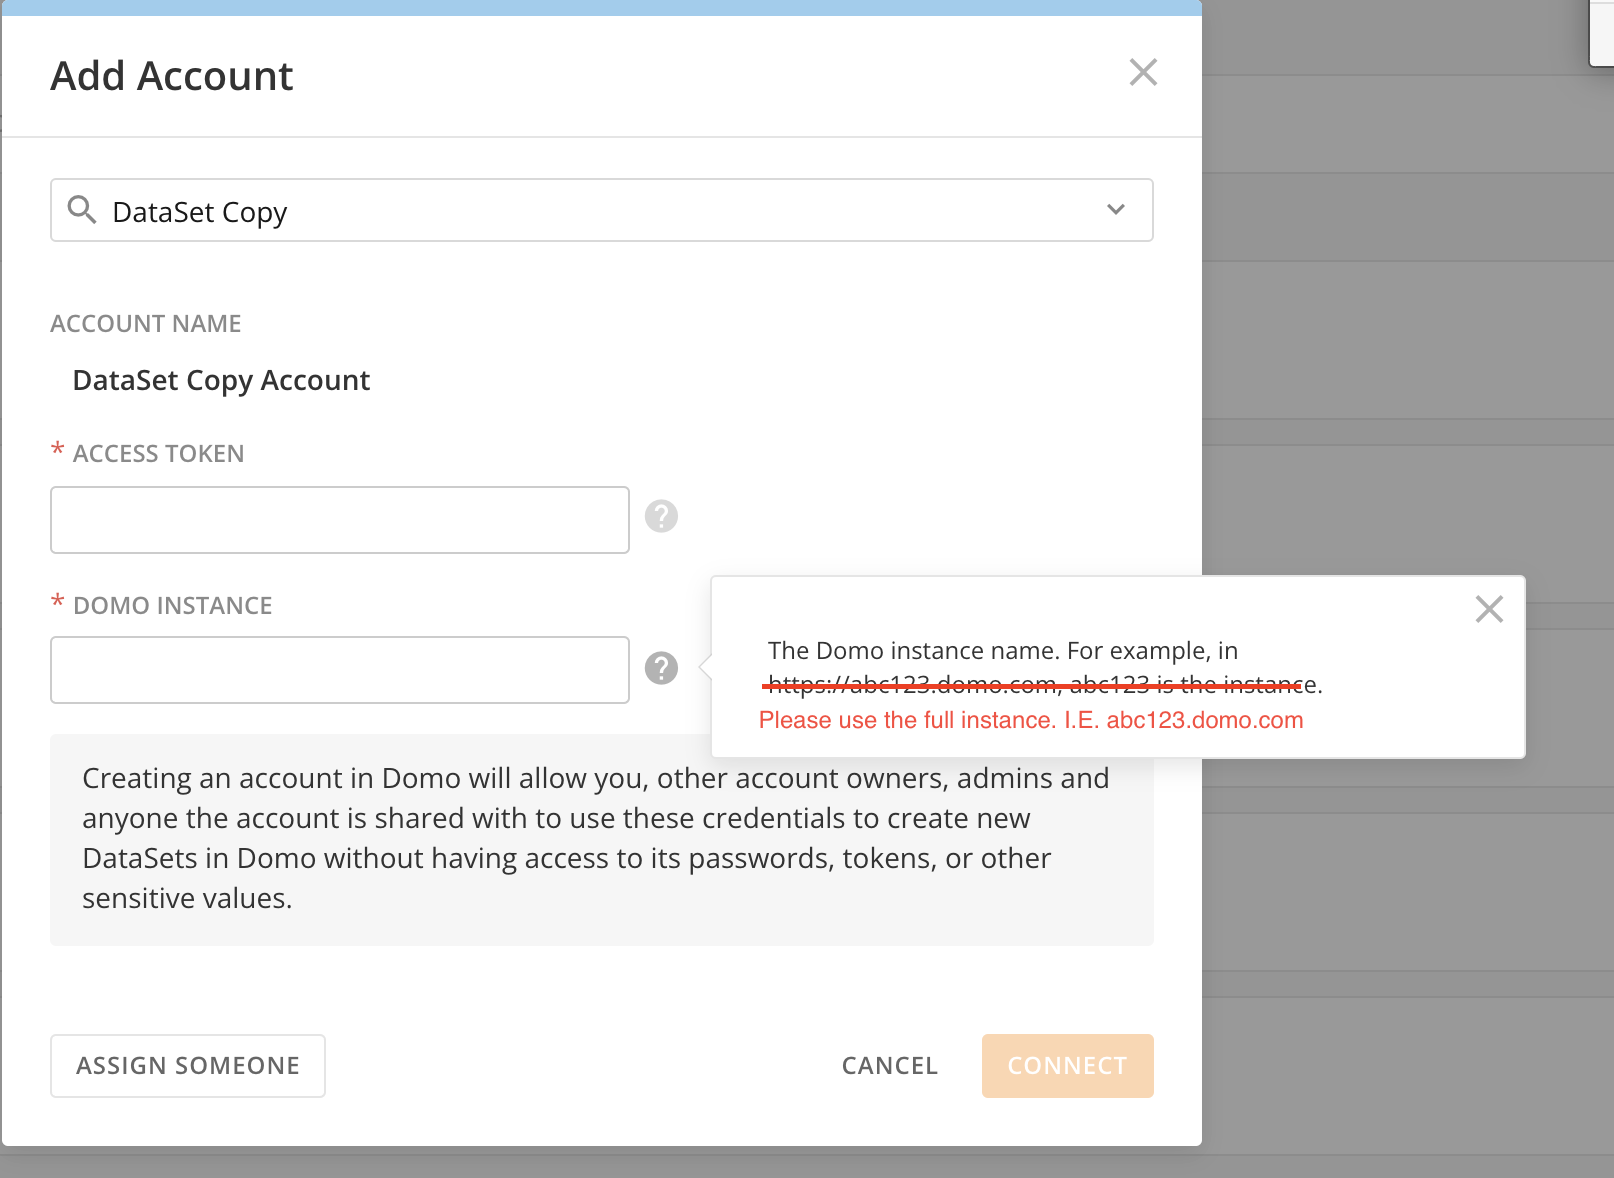 Add Account
DataSet Copy
ACCOUNT NAME
DataSet Copy Account
* ACCESS TOKEN
?
* DOMO INSTANCE
?
The Domo instance name. For example, in
https://abc123.domo.com, abc123 is the instance.
Please use the full instance. I.E. abc123.domo.com
Creating an account in Domo will allow you, other account owners, admins and
anyone the account is shared with to use these credentials to create new
DataSets in Domo without having access to its passwords, tokens, or other
sensitive values.
ASSIGN SOMEONE
CANCEL
CONNECT